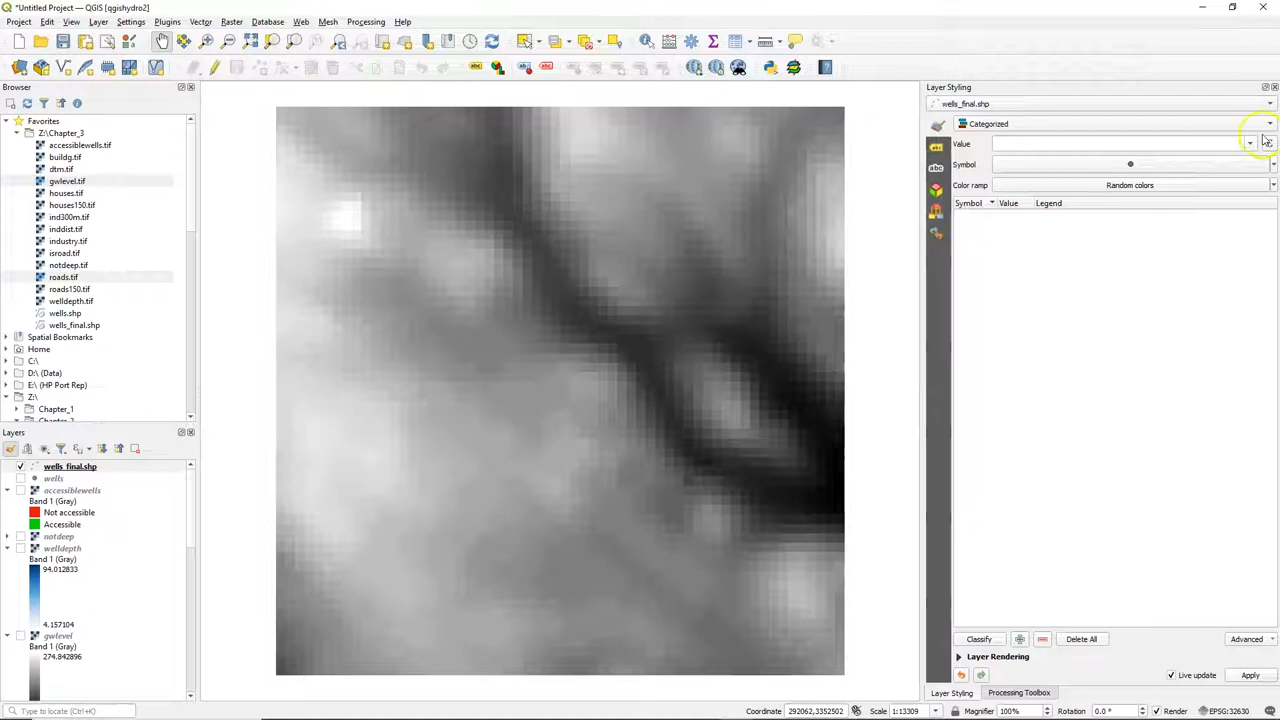 *Untitled Project — QGIS [qgishydro2]
Project Edit View Layer Settings Plugins Vector Raster Database Web Mesh Processing Help
Browser
Favorites
Z:\Chapter_3
accessiblewells.tif
buildg.tif
dtm.tif
gwlevel.tif
houses.tif
houses150.tif
ind300m.tif
inddist.tif
industry.tif
isroad.tif
notdeep.tif
roads.tif
roads150.tif
welldepth.tif
wells.shp
wells_final.shp
Spatial Bookmarks
Home
C:\
D:\ (Data)
E:\ (HP Port Rep)
Z:\
Chapter_1
Layers
wells_final.shp
wells
accessiblewells
Band 1 (Gray)
Not accessible
Accessible
notdeep
welldepth
Band 1 (Gray)
94.012833
4.157104
gwlevel
Band 1 (Gray)
274.842896
Layer Styling
wells_final.shp
Categorized
Value
Symbol
Color ramp Random colors
Symbol Value Legend
Classify Delete All Advanced
Layer Rendering
Live update Apply
Layer Styling Processing Toolbox
Type to locate (Ctrl+K) Coordinate 292062,3352502 Scale 1:13309 Magnifier 100% Rotation 0.0 ° Render EPSG:32630